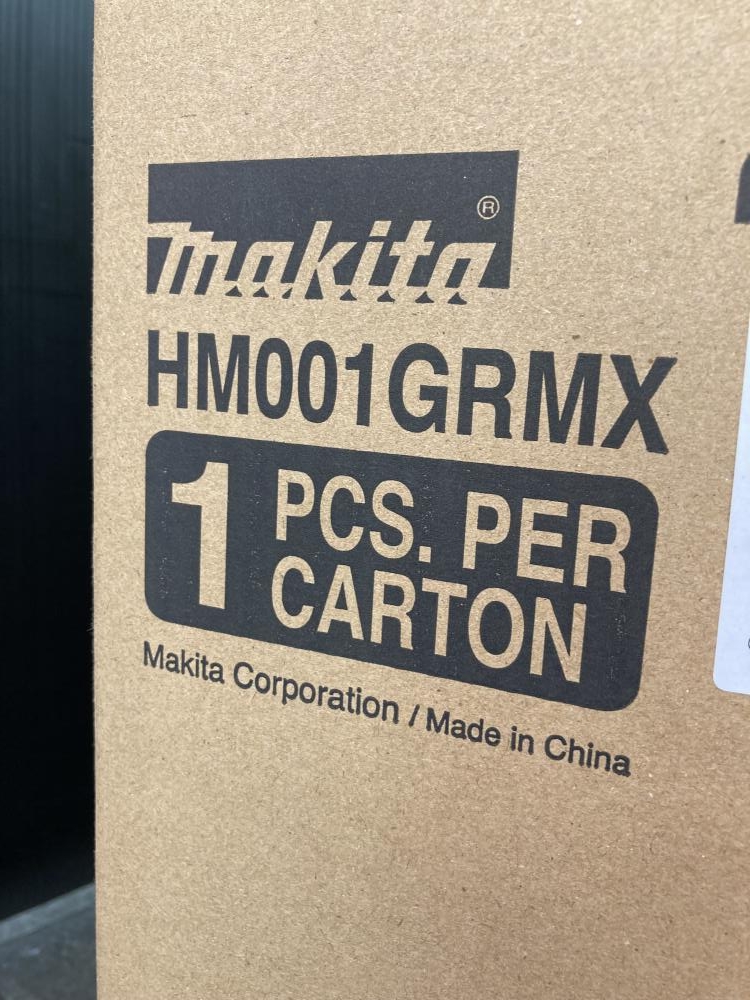 makita®
HM001GRMX
1 PCS. PER
CARTON
Makita Corporation / Made in China